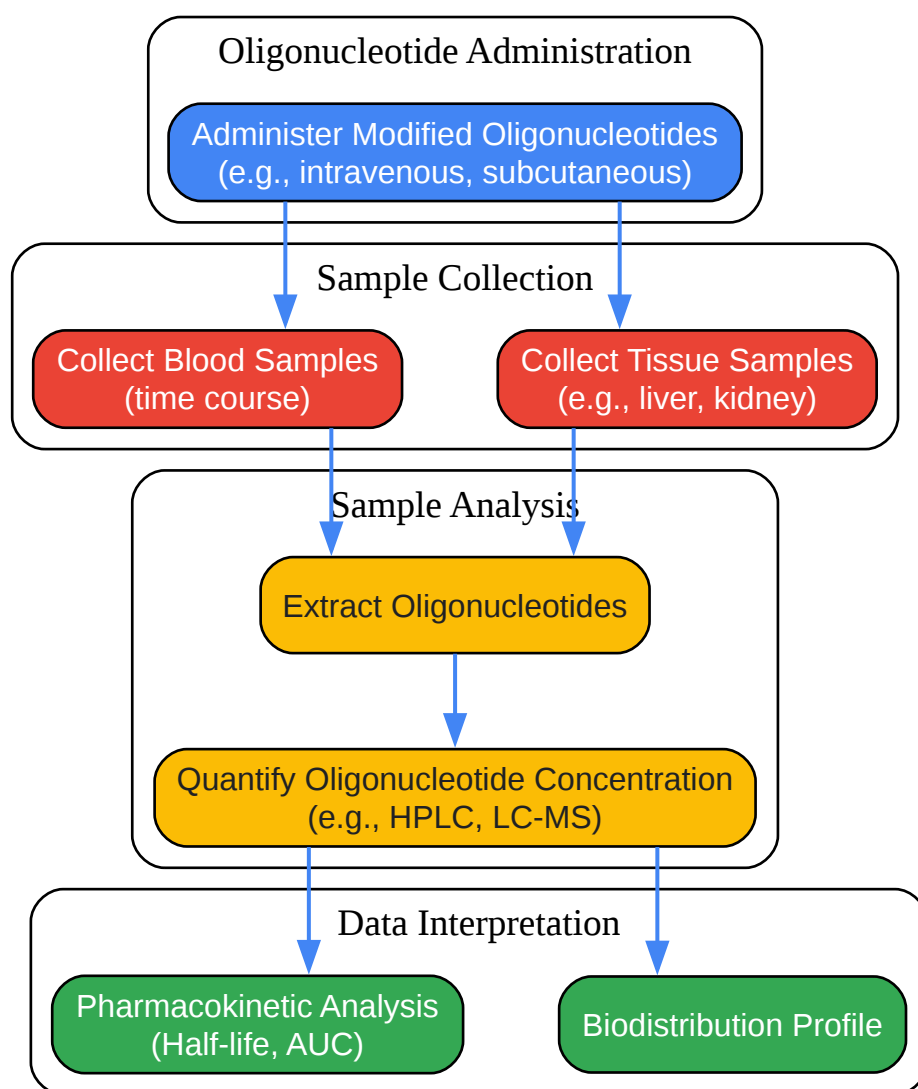 Oligonucleotide Administration
Administer Modified Oligonucleotides
(e.g., intravenous, subcutaneous)
Sample Collection
Collect Blood Samples
(time course)
Collect Tissue Samples
(e.g., liver, kidney)
Sample Analysis
Extract Oligonucleotides
Quantify Oligonucleotide Concentration
(e.g., HPLC, LC-MS)
Data Interpretation
Pharmacokinetic Analysis
(Half-life, AUC)
Biodistribution Profile